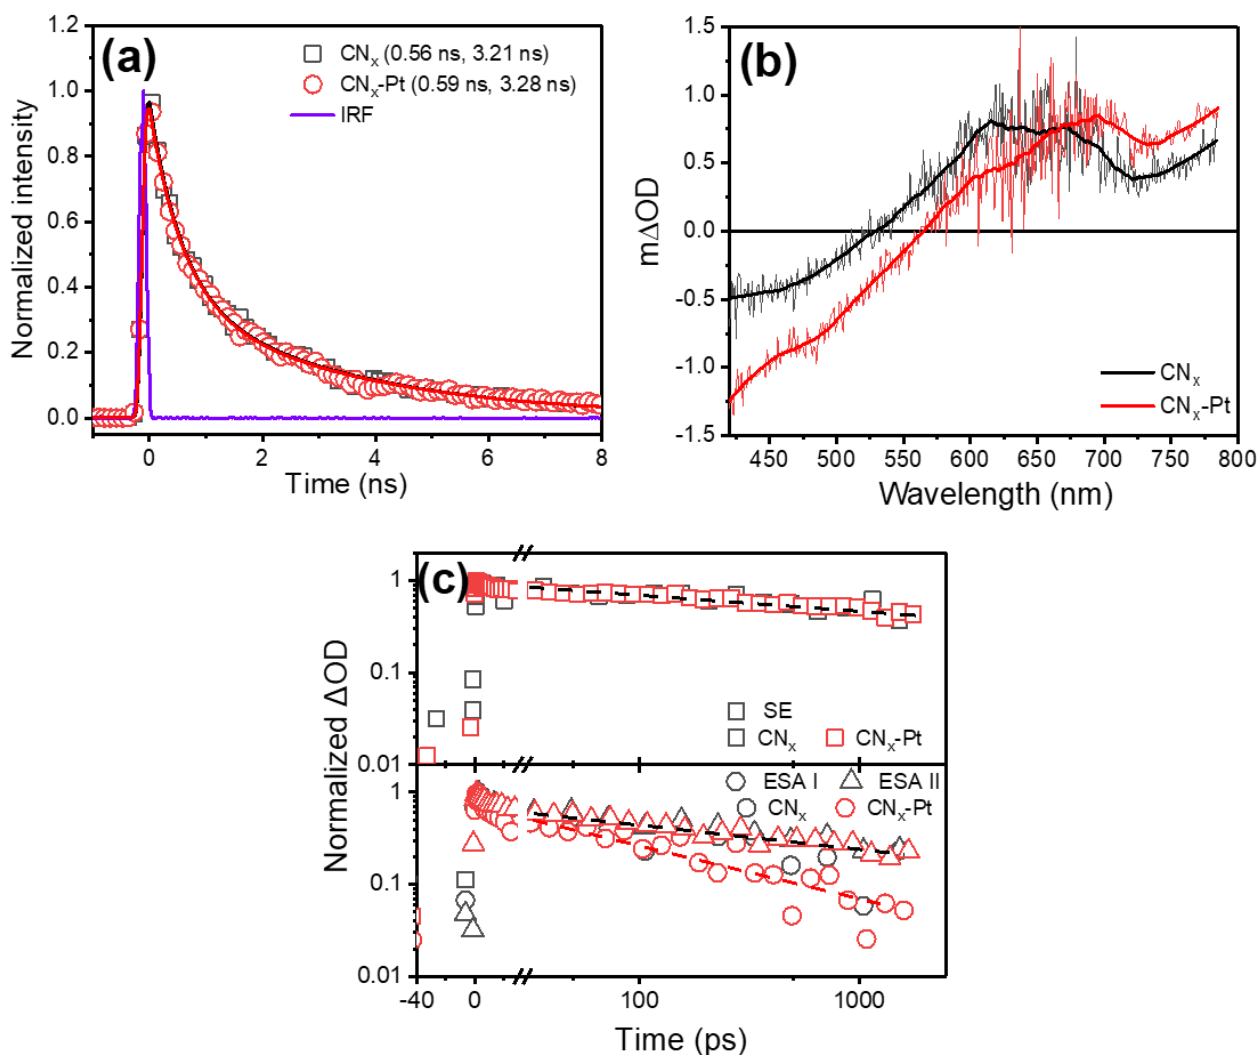 (a)
CNx (0.56 ns, 3.21 ns)
CNx-Pt (0.59 ns, 3.28 ns)
IRF
1.2
1.0
0.8
0.6
0.4
0.2
0.0
Normalized intensity
0 2 4 6 8
Time (ns)
(b)
1.5
1.0
0.5
0.0
-0.5
-1.0
-1.5
mΔOD
CNx
CNx-Pt
450 500 550 600 650 700 750 800
Wavelength (nm)
(c)
1
0.1
0.01
SE
CNx CNx-Pt
Normalized ΔOD
ESA I ESA II
CNx CNx-Pt
1
0.1
0.01
-40 0 100 1000
Time (ps)